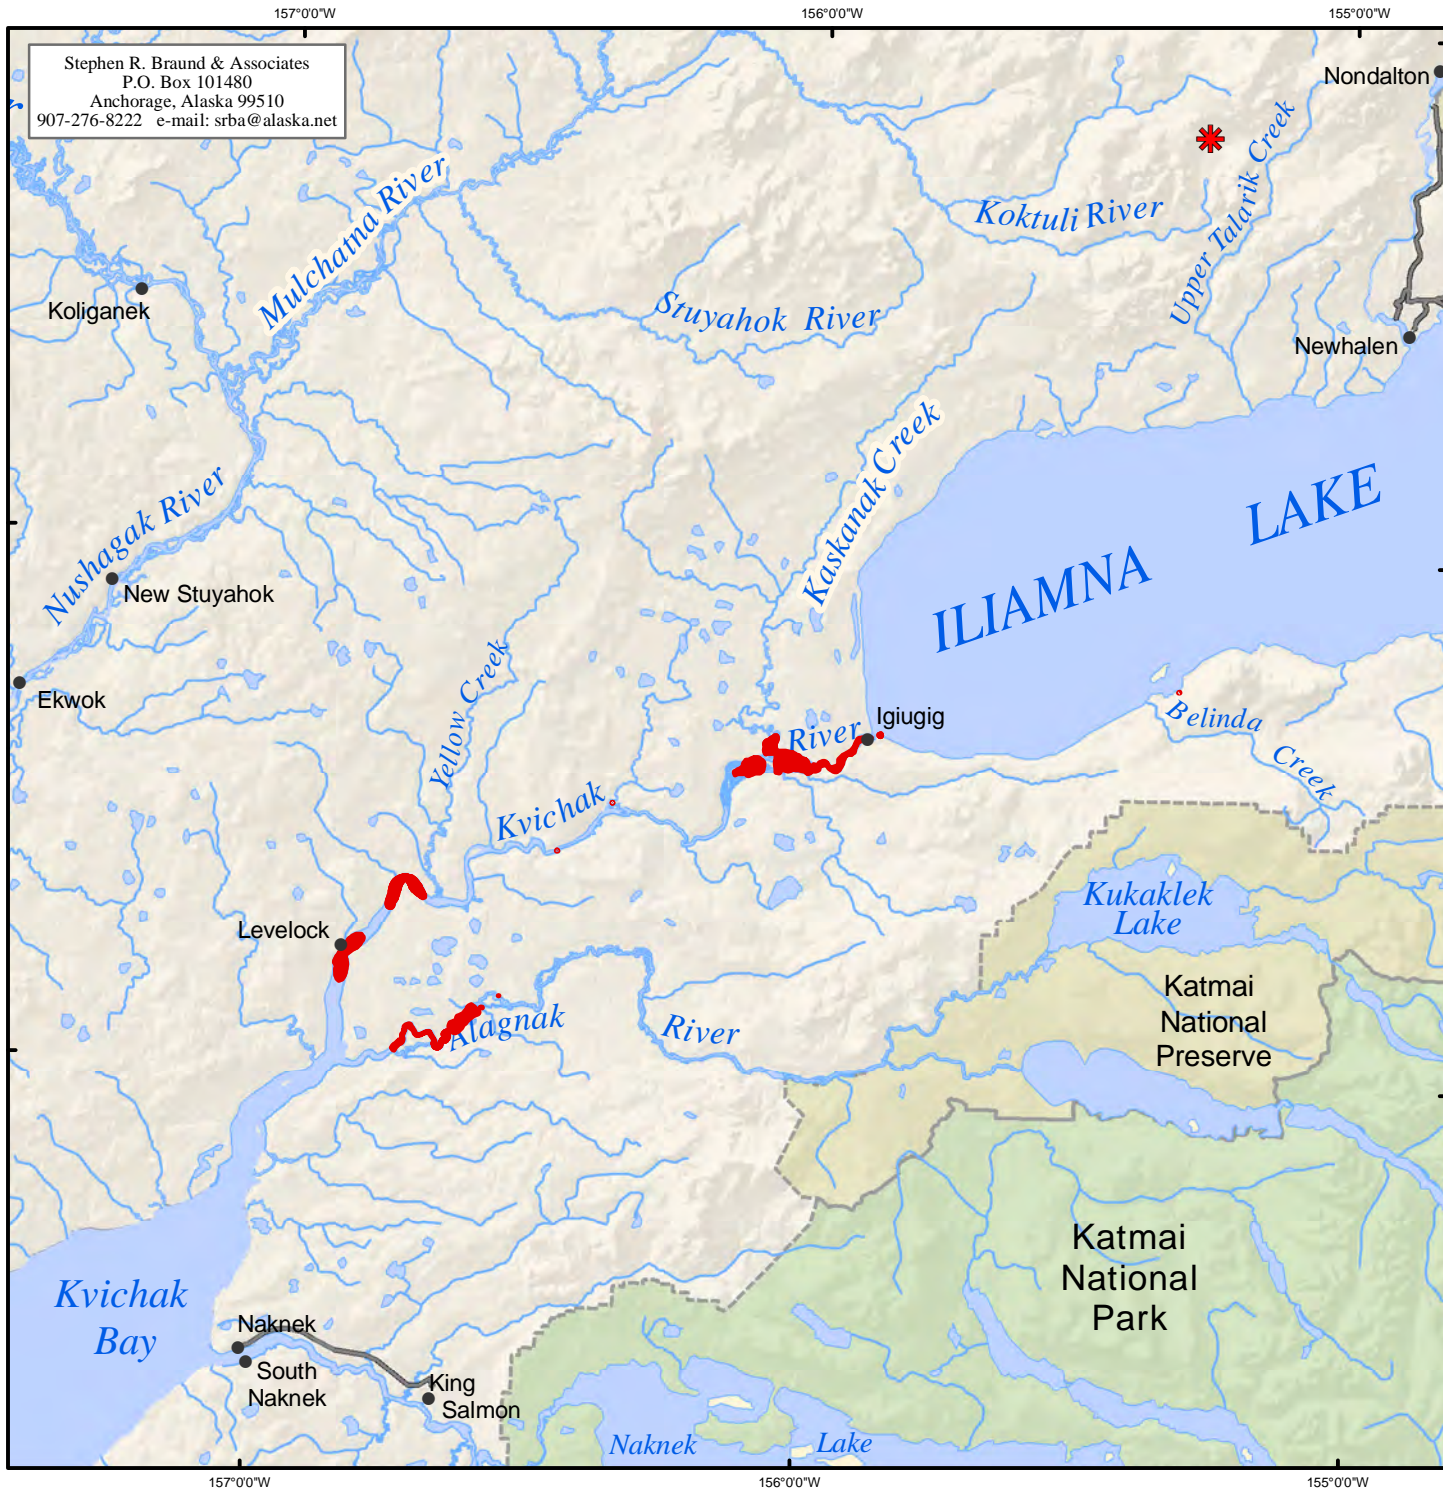 157°0'0"W
156°0'0"W
155°0'0"W
Stephen R. Braund & Associates
P.O. Box 101480
Anchorage, Alaska 99510
907-276-8222 e-mail: srba@alaska.net
Nondalton
Mulchatna River
Koktuli River
Upper Talarik Creek
Koliganek
Stuyahok River
Newhalen
Kaskanak Creek
Nushagak River
ILIAMNA LAKE
New Stuyahok
Ekwok
Yellow Creek
Igiugig
Belinda
Creek
Kvichak
River
Levelock
Kukaklek
Lake
Alagnak
River
Katmai
National
Preserve
Katmai
National
Park
Kvichak
Bay
Naknek
South
Naknek
King
Salmon
Naknek Lake
157°0'0"W
156°0'0"W
155°0'0"W